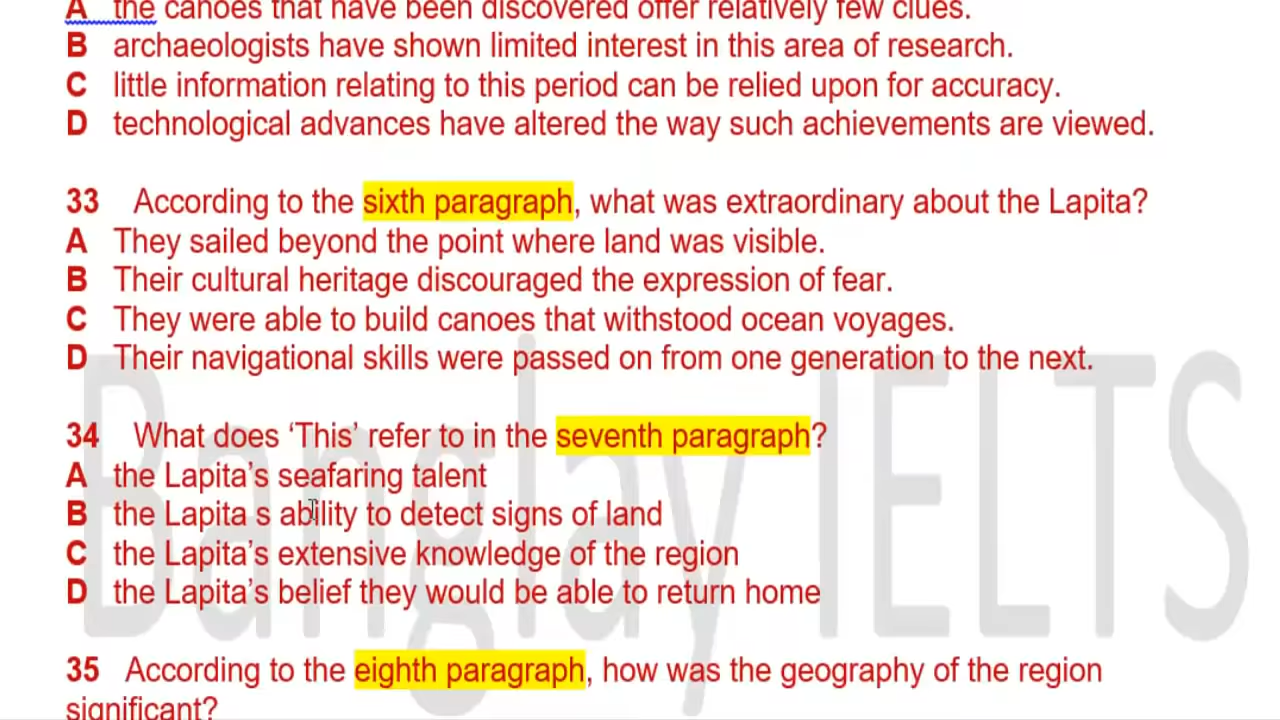 A the canoes that have been discovered offer relatively few clues.
B archaeologists have shown limited interest in this area of research.
C little information relating to this period can be relied upon for accuracy.
D technological advances have altered the way such achievements are viewed.
33 According to the sixth paragraph, what was extraordinary about the Lapita?
A They sailed beyond the point where land was visible.
B Their cultural heritage discouraged the expression of fear.
C They were able to build canoes that withstood ocean voyages.
D Their navigational skills were passed on from one generation to the next.
34 What does ‘This’ refer to in the seventh paragraph?
A the Lapita’s seafaring talent
B the Lapita s ability to detect signs of land
C the Lapita’s extensive knowledge of the region
D the Lapita’s belief they would be able to return home
35 According to the eighth paragraph, how was the geography of the region
significant?
Banglay IELTS